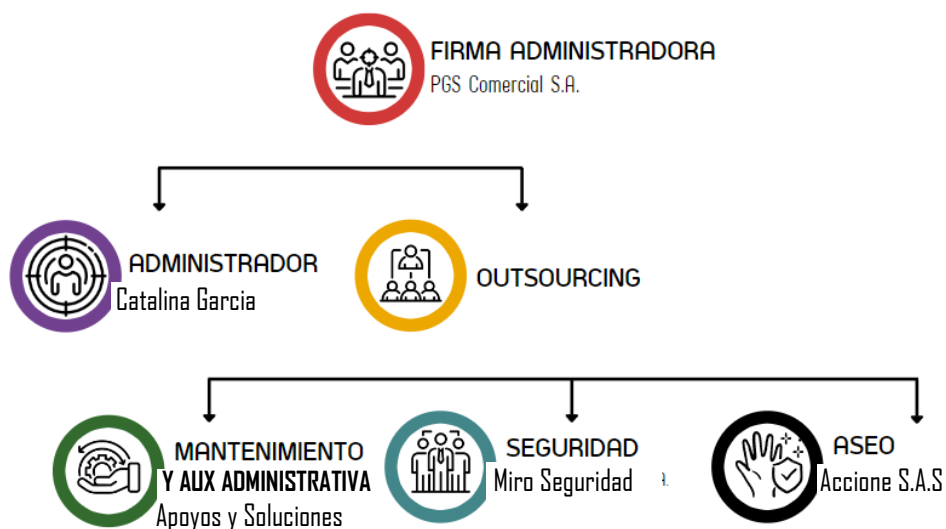 FIRMA ADMINISTRADORA
PGS Comercial S.A.
ADMINISTRADOR
Catalina Garcia
OUTSOURCING
MANTENIMIENTO
Y AUX ADMINISTRATIVA
Apoyos y Soluciones
SEGURIDAD
Miro Seguridad
ASEO
Accione S.A.S